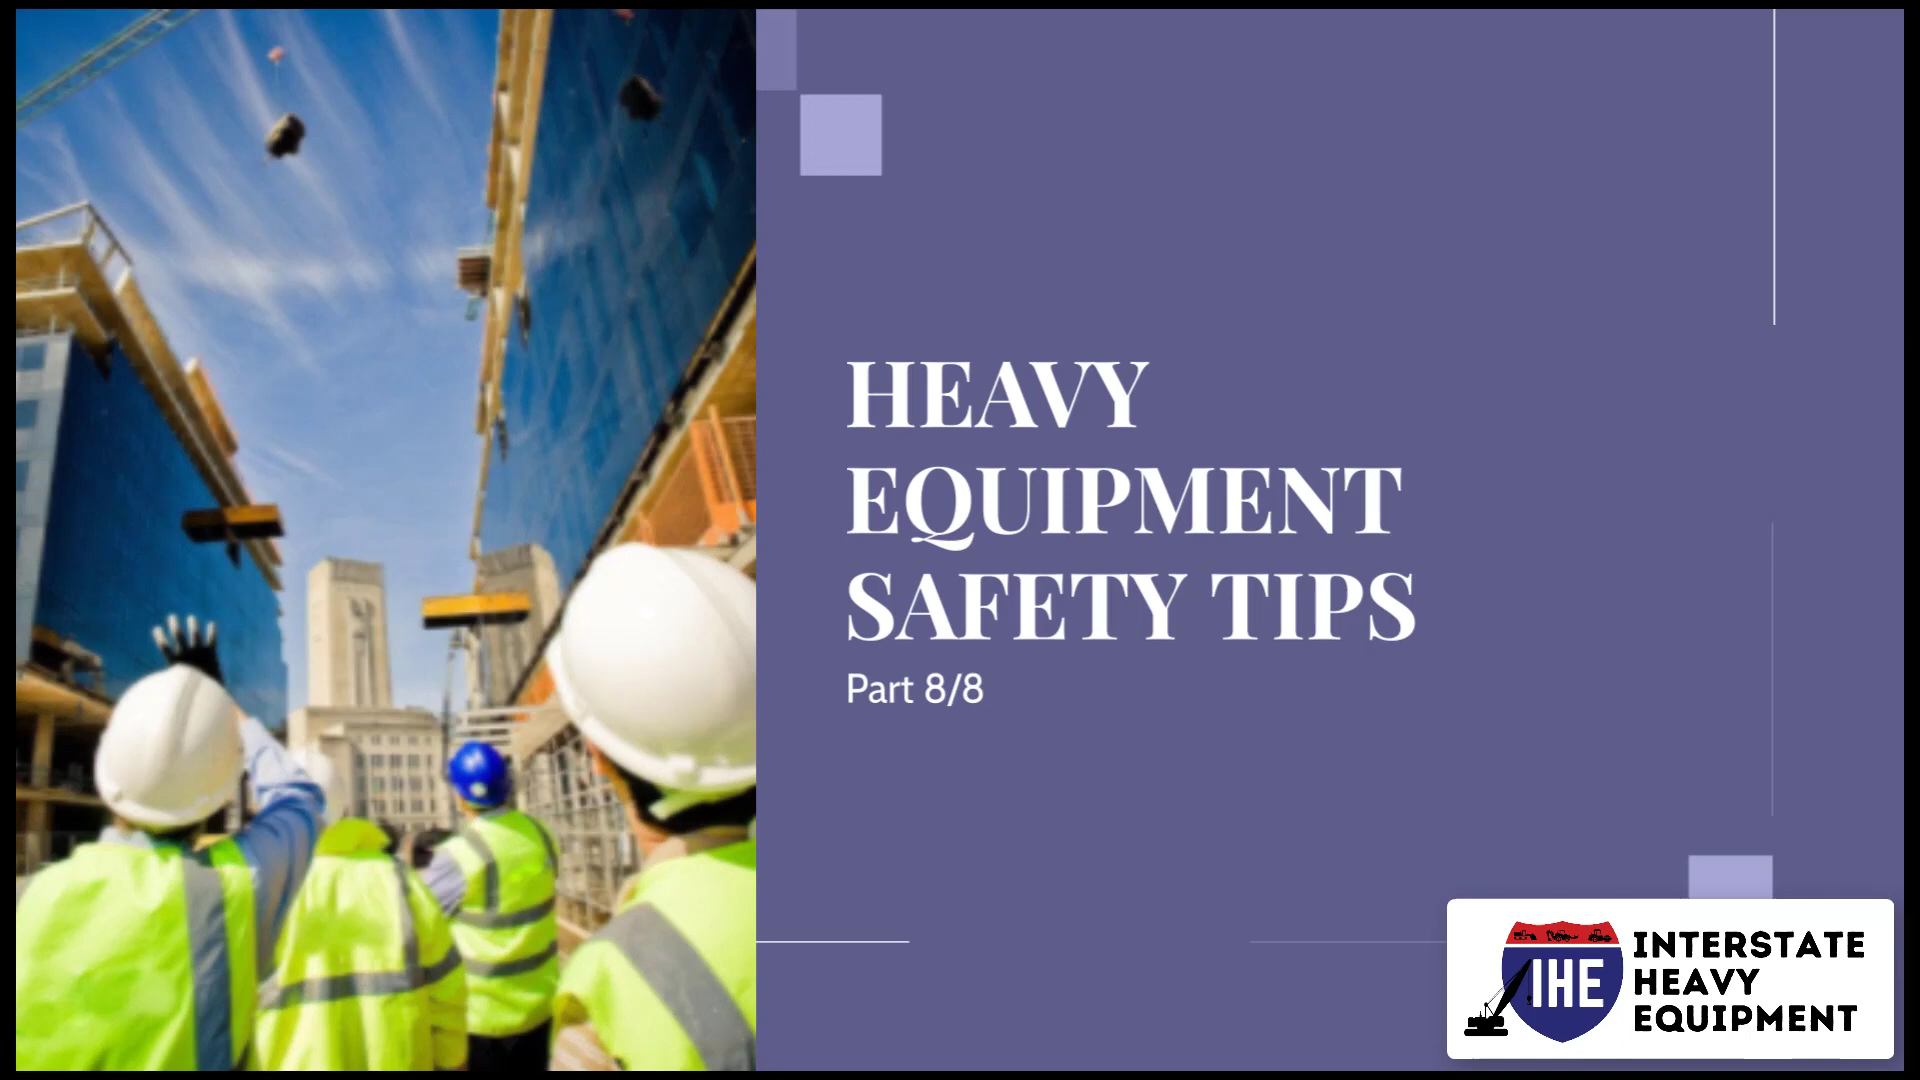 HEAVY
EQUIPMENT
SAFETY TIPS
Part 8/8
IHE
INTERSTATE
HEAVY
EQUIPMENT